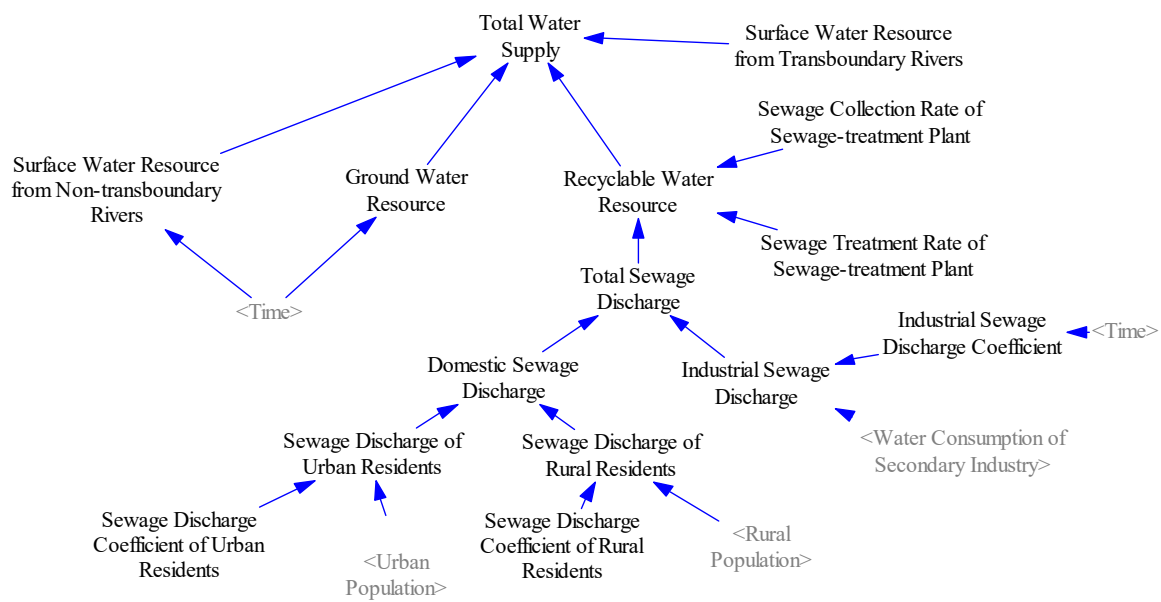 Total Water
Supply
Surface Water Resource
from Transboundary Rivers
Sewage Collection Rate of
Sewage-treatment Plant
Surface Water Resource
from Non-transboundary
Rivers
Ground Water
Resource
Recyclable Water
Resource
Sewage Treatment Rate of
Sewage-treatment Plant
Total Sewage
Discharge
<Time>
Industrial Sewage
Discharge Coefficient
<Time>
Domestic Sewage
Discharge
Industrial Sewage
Discharge
Sewage Discharge of
Urban Residents
Sewage Discharge of
Rural Residents
<Water Consumption of
Secondary Industry>
Sewage Discharge
Coefficient of Urban
Residents
<Urban
Population>
Sewage Discharge
Coefficient of Rural
Residents
<Rural
Population>